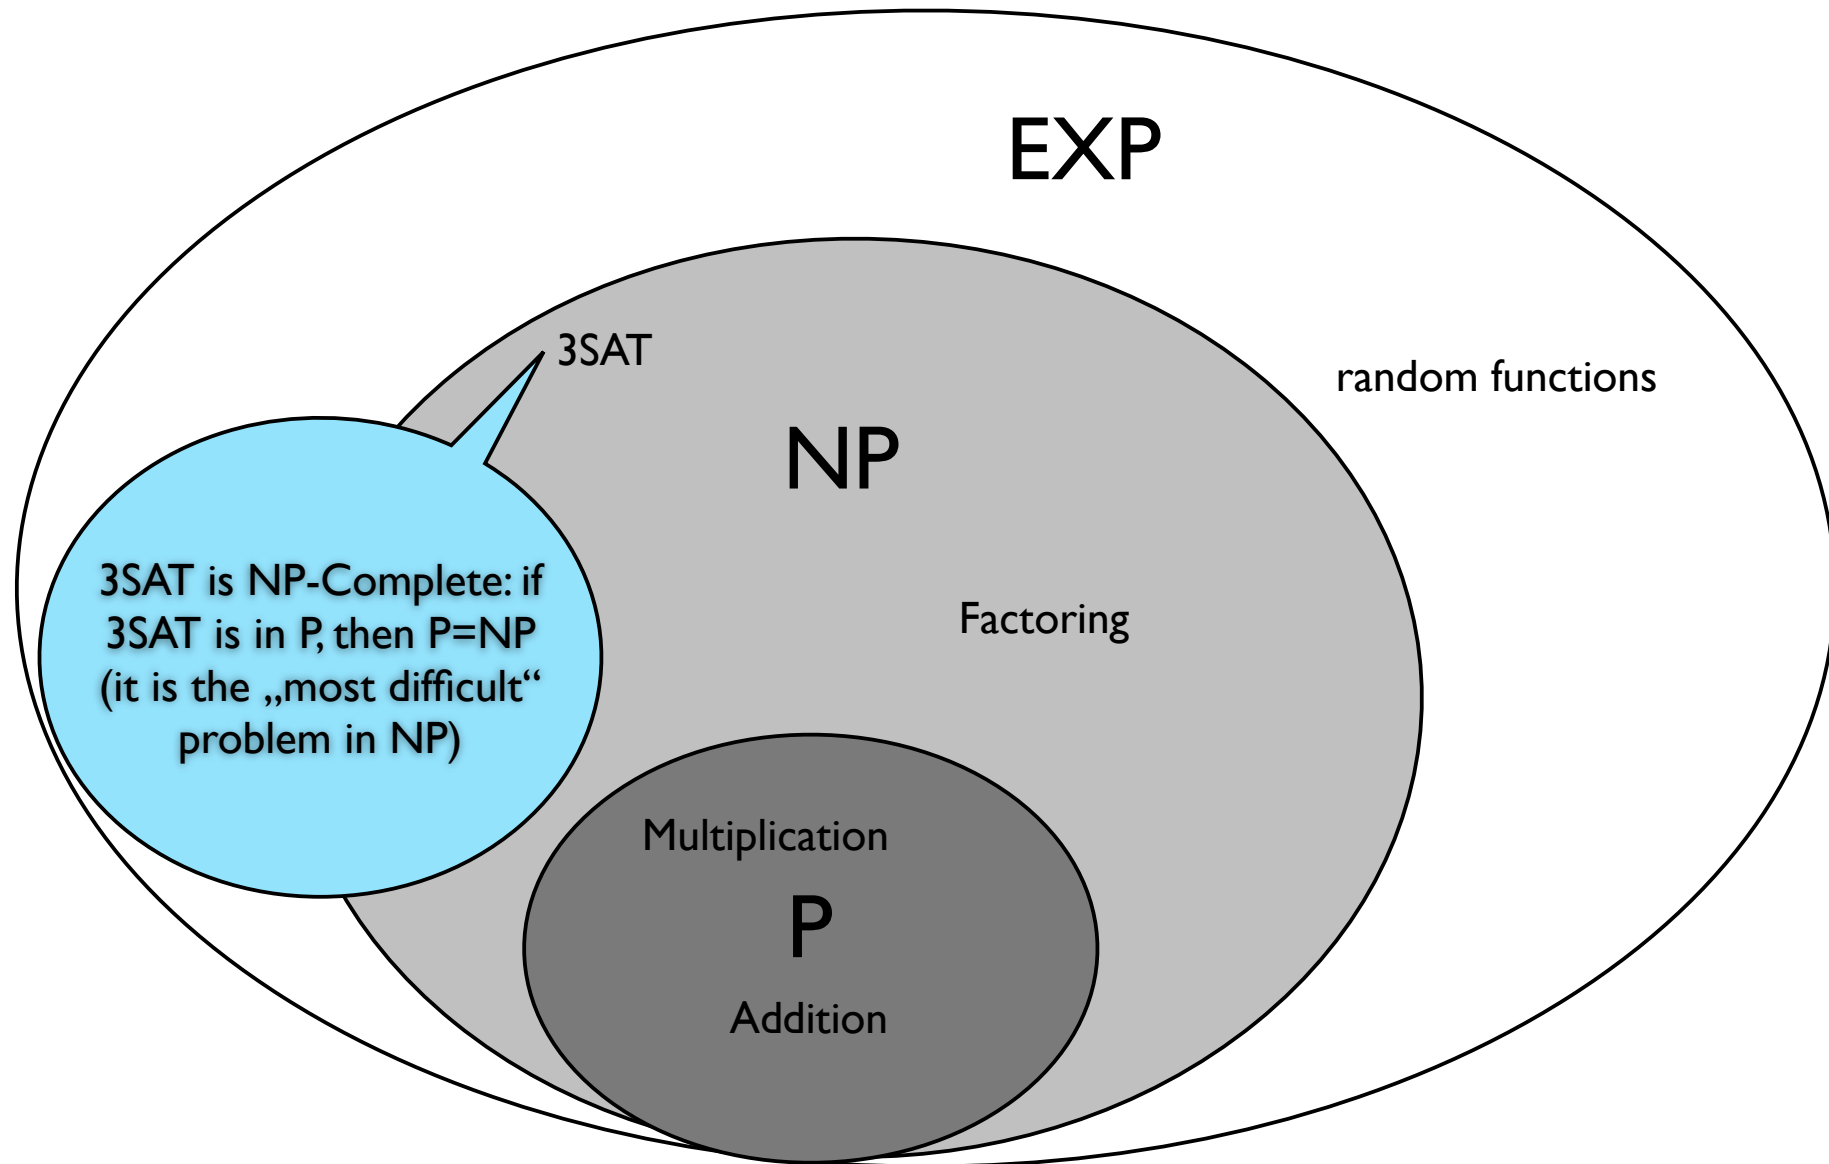 EXP
3SAT
random functions
NP
3SAT is NP-Complete: if
3SAT is in P, then P=NP
(it is the „most difficult“
problem in NP)
Factoring
Multiplication
P
Addition